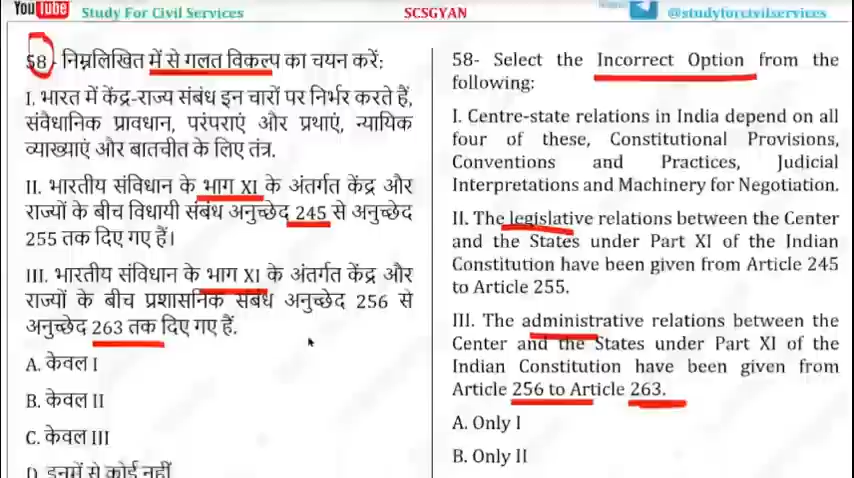 You Tube Study For Civil Services
SCSGYAN
@studyforcivilservices
58- निम्नलिखित में से गलत विकल्प का चयन करें:
I. भारत में केंद्र-राज्य संबंध इन चारों पर निर्भर करते हैं,
संवैधानिक प्रावधान, परंपराएं और प्रथाएं, न्यायिक
व्याख्याएं और बातचीत के लिए तंत्र.
II. भारतीय संविधान के भाग XI के अंतर्गत केंद्र और
राज्यों के बीच विधायी संबंध अनुच्छेद 245 से अनुच्छेद
255 तक दिए गए हैं।
III. भारतीय संविधान के भाग XI के अंतर्गत केंद्र और
राज्यों के बीच प्रशासनिक संबंध अनुच्छेद 256 से
अनुच्छेद 263 तक दिए गए हैं.
A. केवल I
B. केवल II
C. केवल III
D. इनमें से कोई नहीं
58- Select the Incorrect Option from the
following:
I. Centre-state relations in India depend on all
four of these, Constitutional Provisions,
Conventions and Practices, Judicial
Interpretations and Machinery for Negotiation.
II. The legislative relations between the Center
and the States under Part XI of the Indian
Constitution have been given from Article 245
to Article 255.
III. The administrative relations between the
Center and the States under Part XI of the
Indian Constitution have been given from
Article 256 to Article 263.
A. Only I
B. Only II